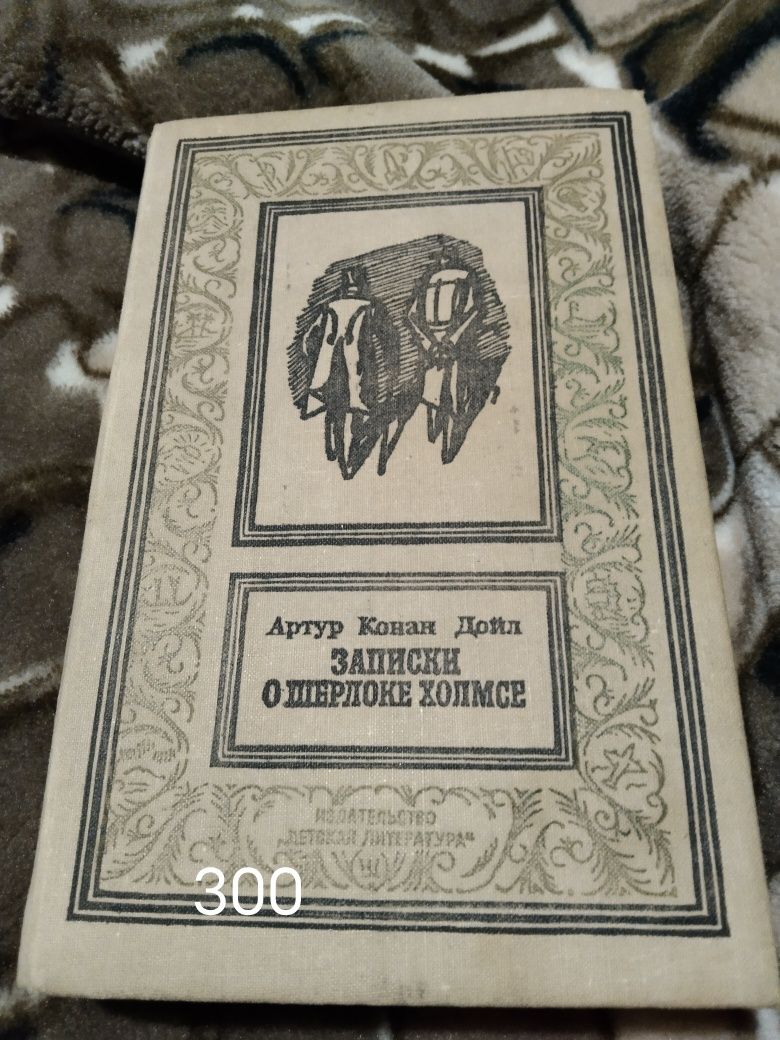 Артур Конан Дойл
ЗАПИСКИ
О ШЕРЛОКЕ ХОЛМСЕ
ИЗДАТЕЛЬСТВО
„ДЕТСКАЯ ЛИТЕРАТУРА"
300